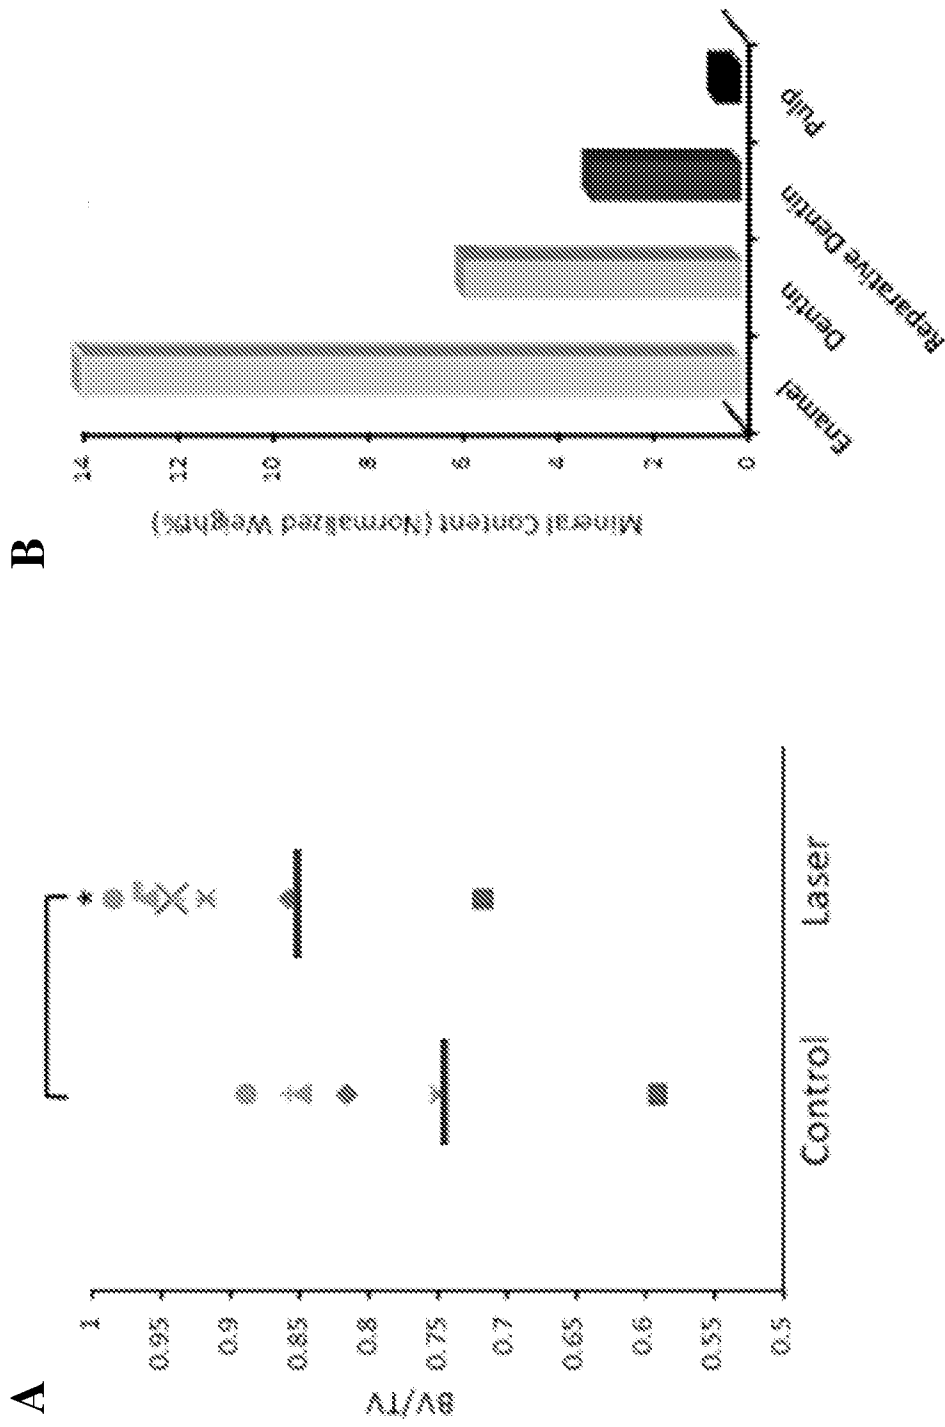 A
BV/TV
1
0.95
0.9
0.85
0.8
0.75
0.7
0.65
0.6
0.55
0.5
*
Control
Laser
B
Mineral Content (Normalized Weight%)
14
12
10
8
6
4
2
0
Enamel
Dentin
Reparative Dentin
Pulp